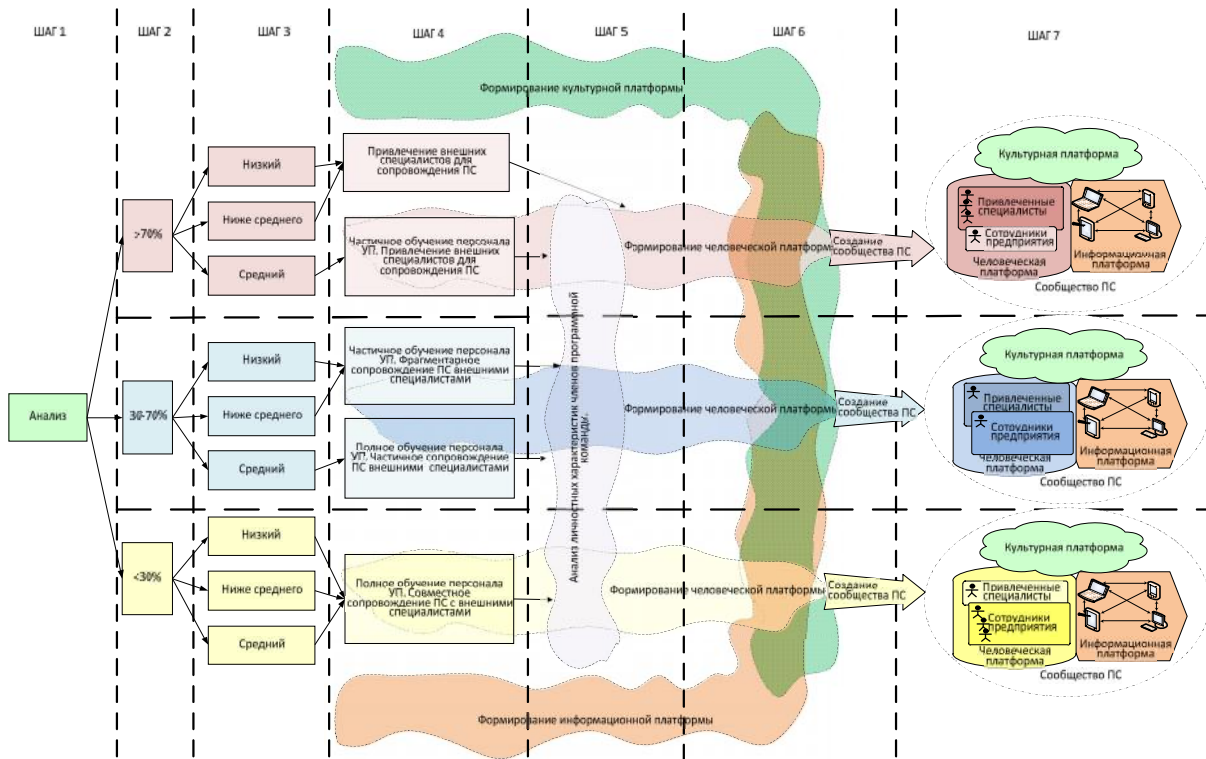 ШАГ 1
ШАГ 2
ШАГ 3
ШАГ 4
ШАГ 5
ШАГ 6
ШАГ 7
Формирование культурной платформы
Анализ
>70%
Низкий
Ниже среднего
Средний
Привлечение внешних
специалистов для
сопровождения ПС
Частичное обучение персонала
УП. Привлечение внешних
специалистов для
сопровождения ПС
Формирование человеческой платформы
Создание
сообщества ПС
Культурная платформа
Привлеченные
специалисты
Сотрудники
предприятия
Человеческая
платформа
Информационная
платформа
Сообщество ПС
30-70%
Низкий
Ниже среднего
Средний
Частичное обучение персонала
УП. Фрагментарное
сопровождение ПС внешними
специалистами
Полное обучение персонала
УП. Частичное сопровождение
ПС внешними специалистами
Анализ личностных характеристик членов программной
команды.
Формирование человеческой платформы
Создание
сообщества ПС
Культурная платформа
Привлеченные
специалисты
Сотрудники
предприятия
Человеческая
платформа
Информационная
платформа
Сообщество ПС
<30%
Низкий
Ниже среднего
Средний
Полное обучение персонала
УП. Совместное
сопровождение ПС с внешними
специалистами
Формирование человеческой платформы
Создание
сообщества ПС
Культурная платформа
Привлеченные
специалисты
Сотрудники
предприятия
Человеческая
платформа
Информационная
платформа
Сообщество ПС
Формирование информационной платформы